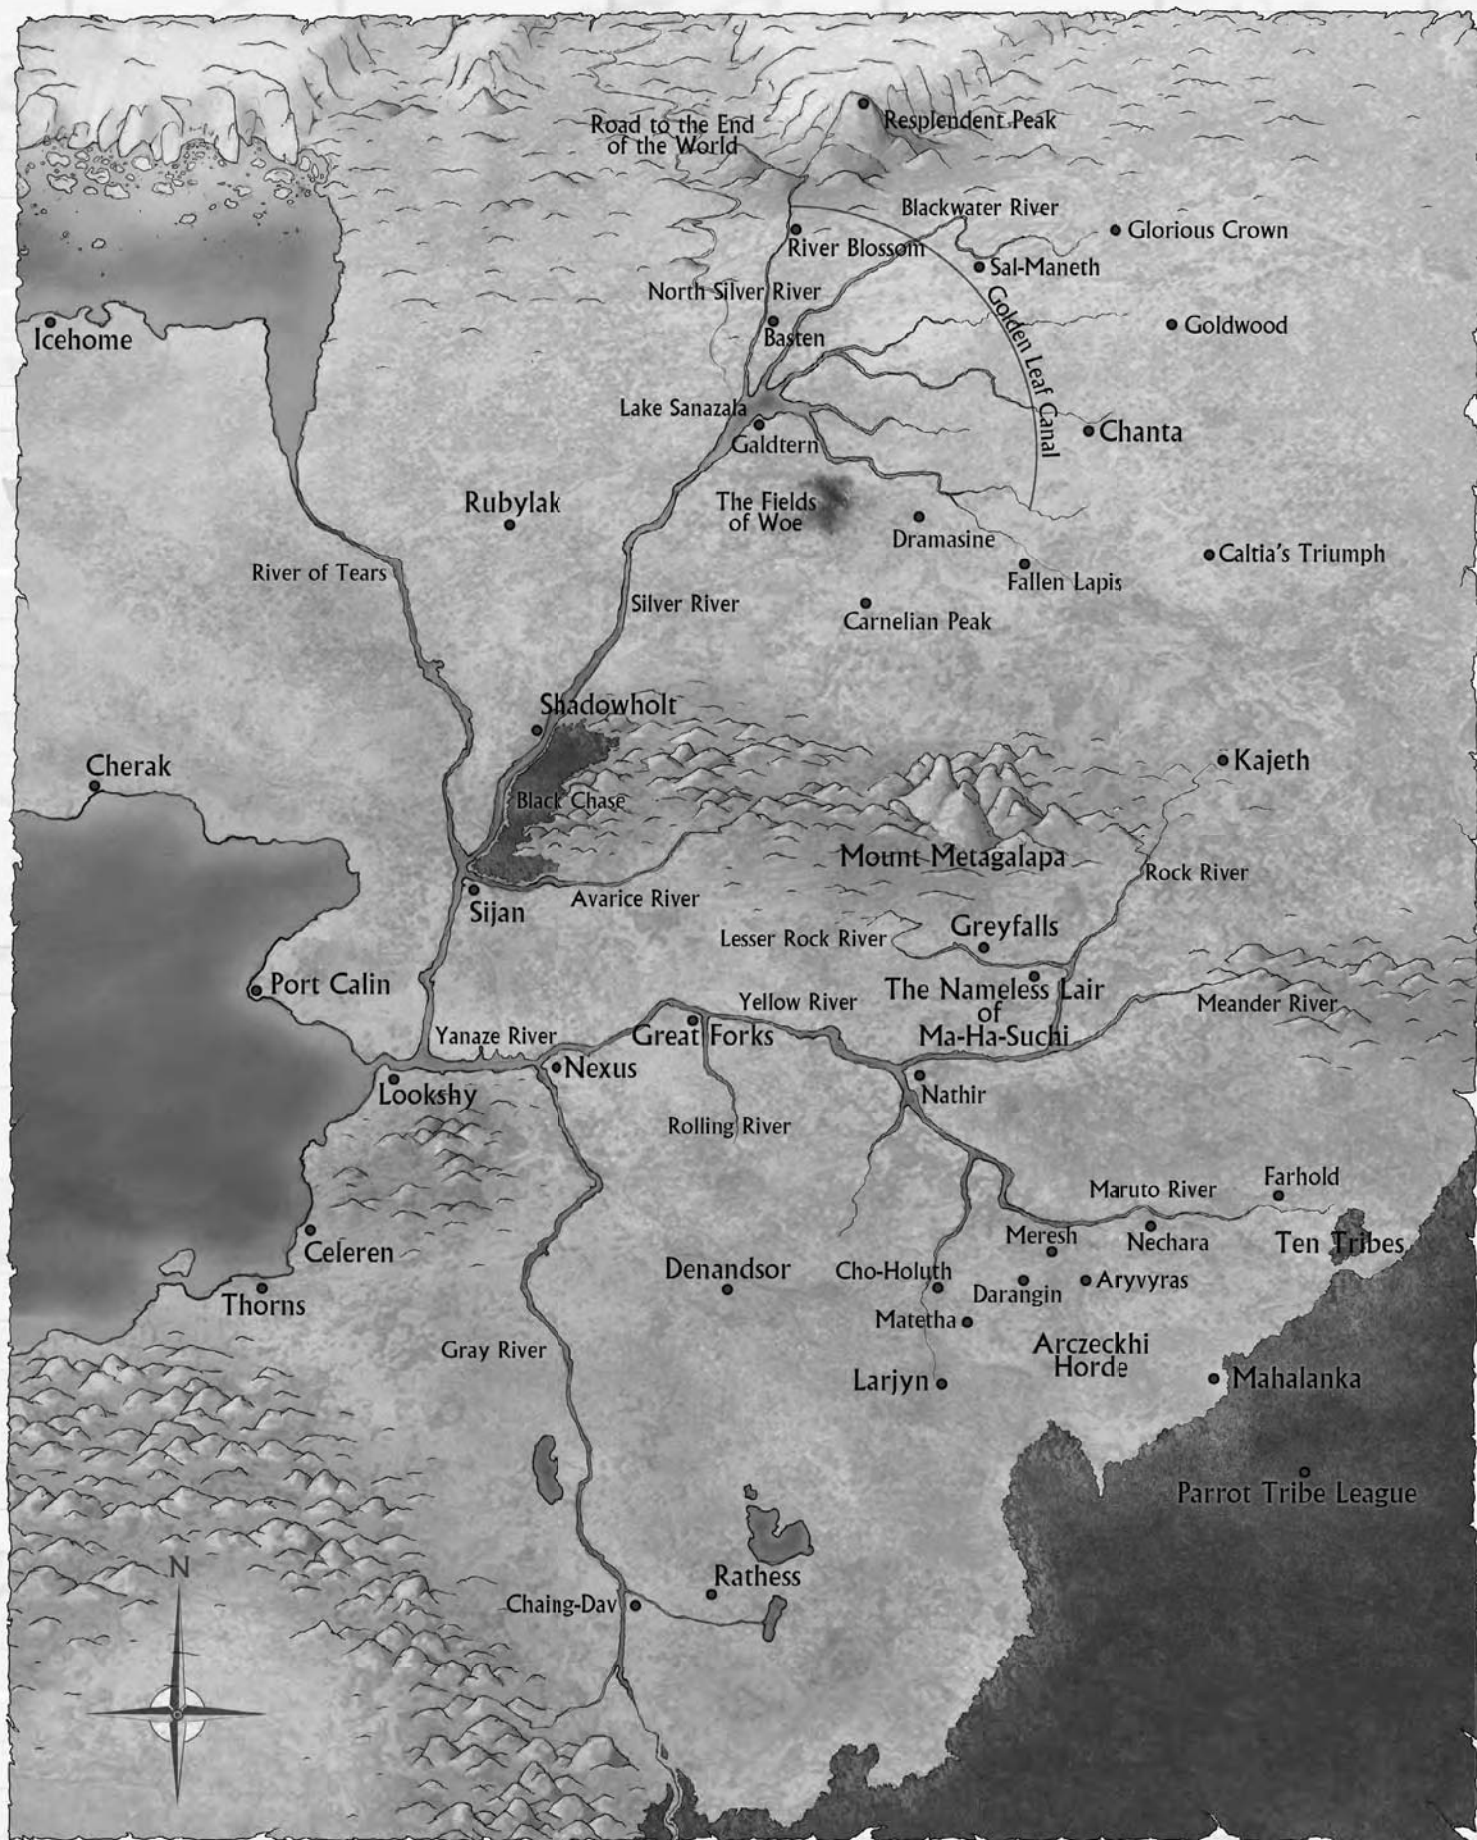 Road to the End
of the World
Resplendent Peak
Blackwater River
Glorious Crown
River Blossom
Sal-Maneth
North Silver River
Golden Leaf Canal
Icehome
Basten
Goldwood
Lake Sanazala
Galdtern
Chanta
Rubylak
The Fields
of Woe
Dramasine
Caltia's Triumph
River of Tears
Fallen Lapis
Silver River
Carnelian Peak
Shadowholt
Cherak
Kajeth
Black Chase
Mount Metagalapa
Rock River
Avarice River
Sijan
Greyfalls
Lesser Rock River
Port Calin
The Nameless Lair
of
Ma-Ha-Suchi
Yellow River
Meander River
Yanaze River
Great Forks
Nexus
Lookshy
Nathir
Rolling River
Farhold
Maruto River
Meresh
Nechara
Ten Tribes
Celeren
Denandsor
Cho-Holuth
Darangin
Aryvyras
Thorns
Matetha
Gray River
Arczeckhi
Horde
Larjyn
Mahalanka
Parrot Tribe League
N
Rathess
Chaing-Dav